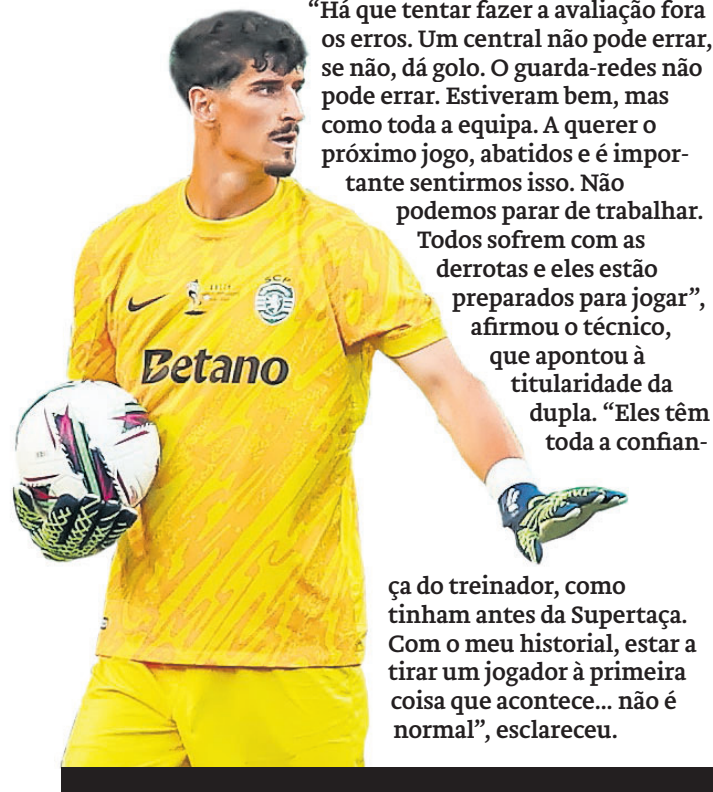 “Há que tentar fazer a avaliação fora
os erros. Um central não pode errar,
se não, dá golo. O guarda-redes não
pode errar. Estiveram bem, mas
como toda a equipa. A querer o
próximo jogo, abatidos e é impor-
tante sentirmos isso. Não
podemos parar de trabalhar.
Todos sofrem com as
derrotas e eles estão
preparados para jogar”,
afirmou o técnico,
que apontou à
titularidade da
dupla. “Eles têm
toda a confian-
SCP
Betano
ça do treinador, como
tinham antes da Supertaça.
Com o meu historial, estar a
tirar um jogador à primeira
coisa que acontece... não é
normal”, esclareceu.